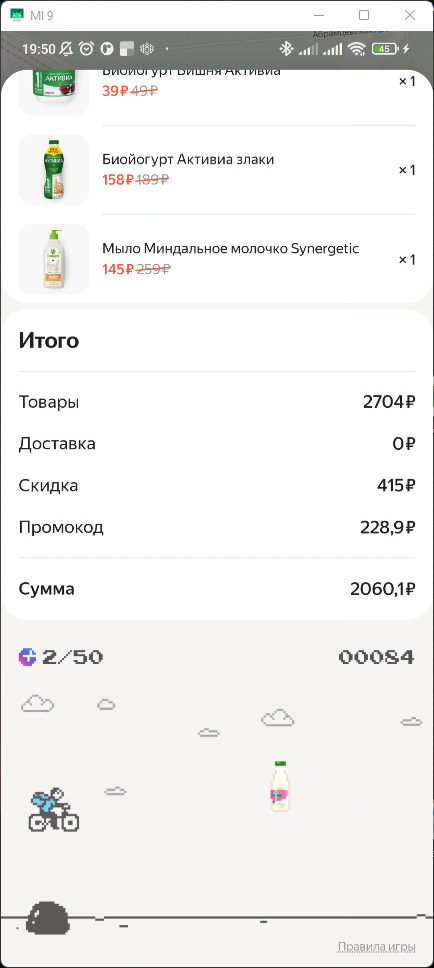 MI 9
19:50
45
Абрамцевская
Биойогурт Вишня Активиа
39₽ 49₽
×1
АКТИВИА
Биойогурт Активиа злаки
158₽ 189₽
×1
Мыло Миндальное молочко Synergetic
145₽ 259₽
×1
Итого
Товары 2704₽
Доставка 0₽
Скидка 415₽
Промокод 228,9₽
Сумма 2060,1₽
2/50 00084
Правила игры